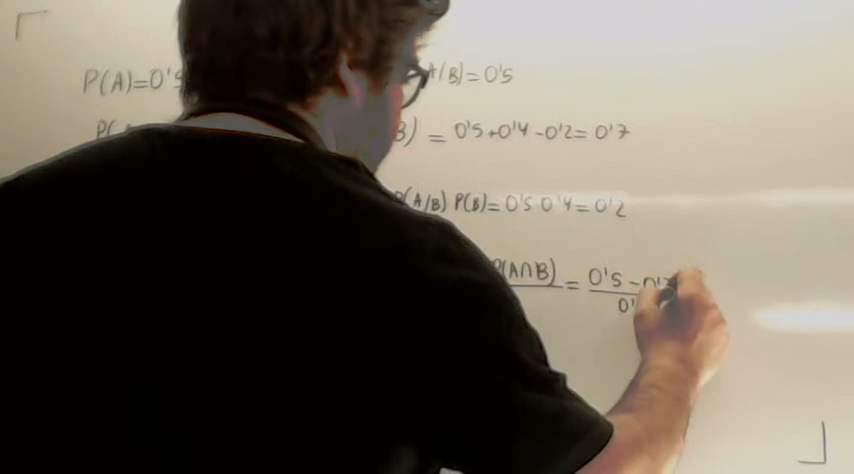 P(A)=0'5 A/B)=0'5
P( B) = 0'5+0'4-0'2=0'7
P(A/B) P(B)=0'5·0'4=0'2
P(A∩B) = 0'5-0'
0'